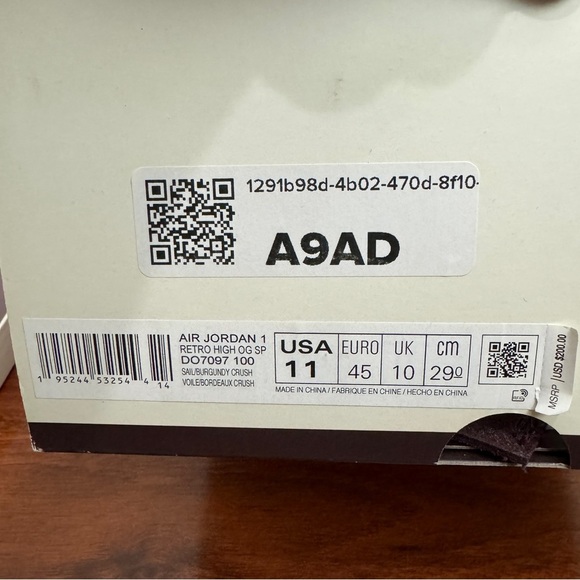 1291b98d-4b02-470d-8f10-
A9AD
AIR JORDAN 1
RETRO HIGH OG SP
DO7097 100
SAIL/BURGUNDY CRUSH
VOILE/BORDEAUX CRUSH
1 95244 53254 4 14
USA 11
EURO 45
UK 10
cm 29º
MADE IN CHINA / FABRIQUE EN CHINE / HECHO EN CHINA
MSRP | USD $200.00